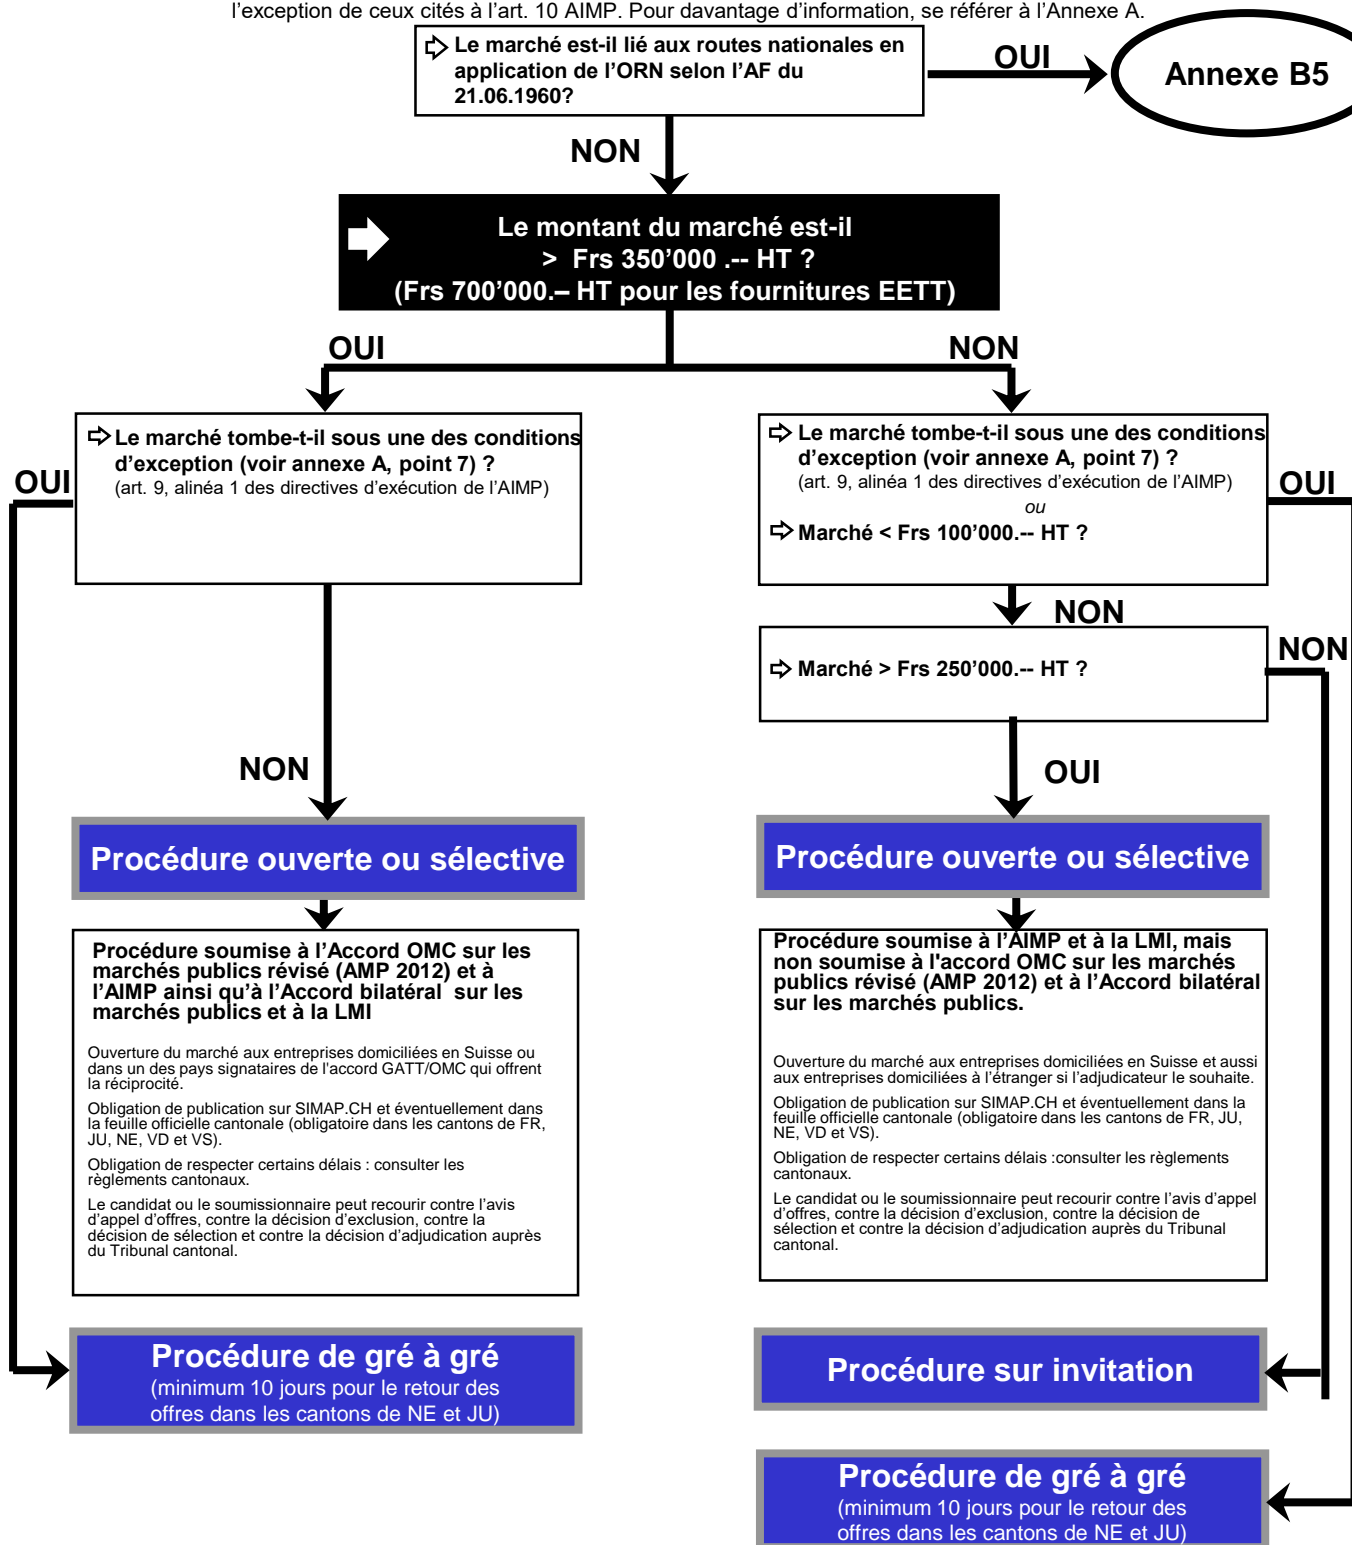 l’exception de ceux cités à l’art. 10 AIMP. Pour davantage d’information, se référer à l’Annexe A.
Le marché est-il lié aux routes nationales en
application de l’ORN selon l’AF du
21.06.1960?
OUI
Annexe B5
NON
Le montant du marché est-il
> Frs 350’000 .-- HT ?
(Frs 700’000.– HT pour les fournitures EETT)
OUI
NON
Le marché tombe-t-il sous une des conditions
d’exception (voir annexe A, point 7) ?
(art. 9, alinéa 1 des directives d’exécution de l’AIMP)
OUI
Le marché tombe-t-il sous une des conditions
d’exception (voir annexe A, point 7) ?
(art. 9, alinéa 1 des directives d’exécution de l’AIMP)
ou
Marché < Frs 100’000.-- HT ?
OUI
NON
Marché > Frs 250’000.-- HT ?
NON
NON
OUI
Procédure ouverte ou sélective
Procédure ouverte ou sélective
Procédure soumise à l’Accord OMC sur les
marchés publics révisé (AMP 2012) et à
l’AIMP ainsi qu’à l’Accord bilatéral sur les
marchés publics et à la LMI
Ouverture du marché aux entreprises domiciliées en Suisse ou
dans un des pays signataires de l'accord GATT/OMC qui offrent
la réciprocité.
Obligation de publication sur SIMAP.CH et éventuellement dans
la feuille officielle cantonale (obligatoire dans les cantons de FR,
JU, NE, VD et VS).
Obligation de respecter certains délais : consulter les
règlements cantonaux.
Le candidat ou le soumissionnaire peut recourir contre l’avis
d’appel d’offres, contre la décision d’exclusion, contre la
décision de sélection et contre la décision d’adjudication auprès
du Tribunal cantonal.
Procédure soumise à l’AIMP et à la LMI, mais
non soumise à l'accord OMC sur les marchés
publics révisé (AMP 2012) et à l’Accord bilatéral
sur les marchés publics.
Ouverture du marché aux entreprises domiciliées en Suisse et aussi
aux entreprises domiciliées à l’étranger si l’adjudicateur le souhaite.
Obligation de publication sur SIMAP.CH et éventuellement dans la
feuille officielle cantonale (obligatoire dans les cantons de FR, JU,
NE, VD et VS).
Obligation de respecter certains délais :consulter les règlements
cantonaux.
Le candidat ou le soumissionnaire peut recourir contre l’avis d’appel
d’offres, contre la décision d’exclusion, contre la décision de
sélection et contre la décision d’adjudication auprès du Tribunal
cantonal.
Procédure de gré à gré
(minimum 10 jours pour le retour des
offres dans les cantons de NE et JU)
Procédure sur invitation
Procédure de gré à gré
(minimum 10 jours pour le retour des
offres dans les cantons de NE et JU)